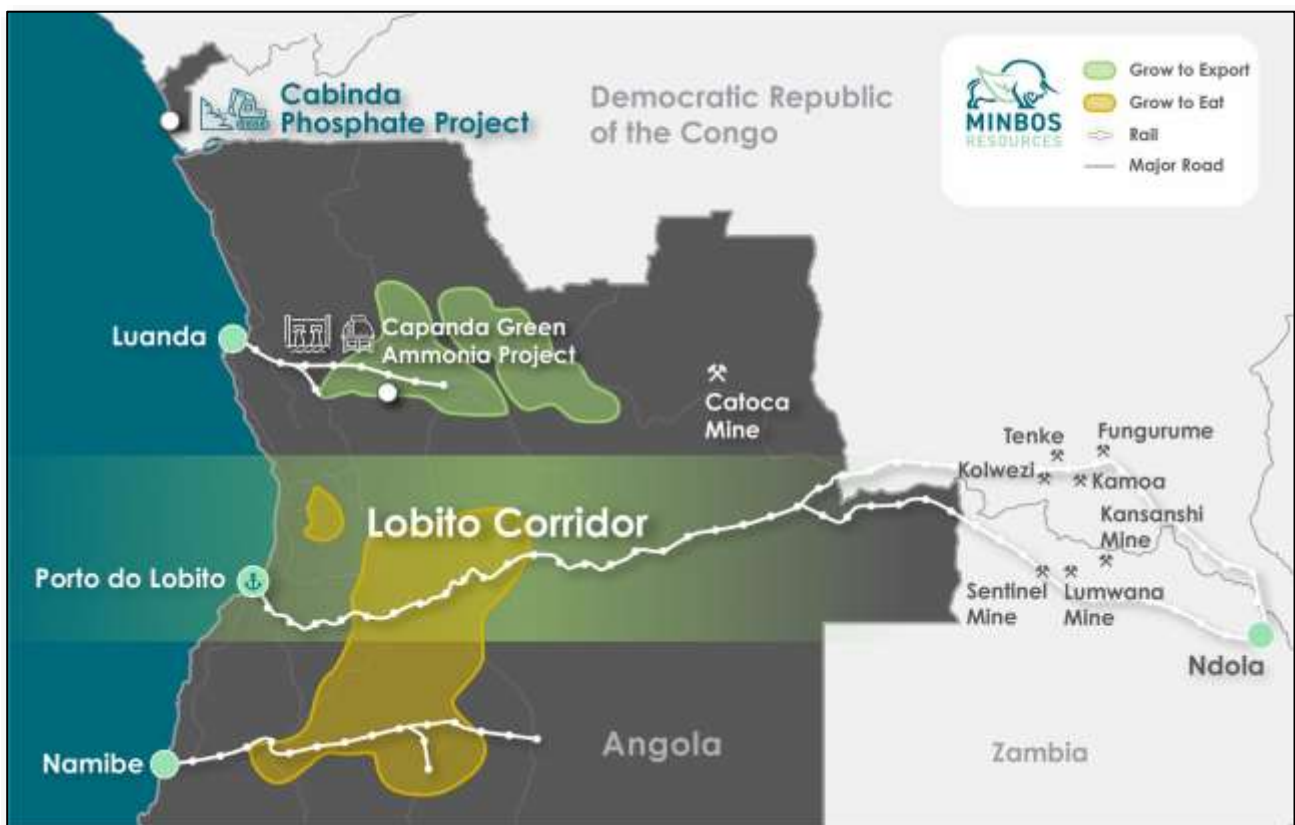 Cabinda
Phosphate Project
Democratic Republic
of the Congo
MINBOS
RESOURCES
Grow to Export
Grow to Eat
Rail
Major Road
Luanda
Capanda Green
Ammonia Project
Catoca
Mine
Tenke
Fungurume
Kolwezi
Kamoa
Kansanshi
Mine
Lobito Corridor
Porto do Lobito
Sentinel
Mine
Lumwana
Mine
Ndola
Namibe
Angola
Zambia